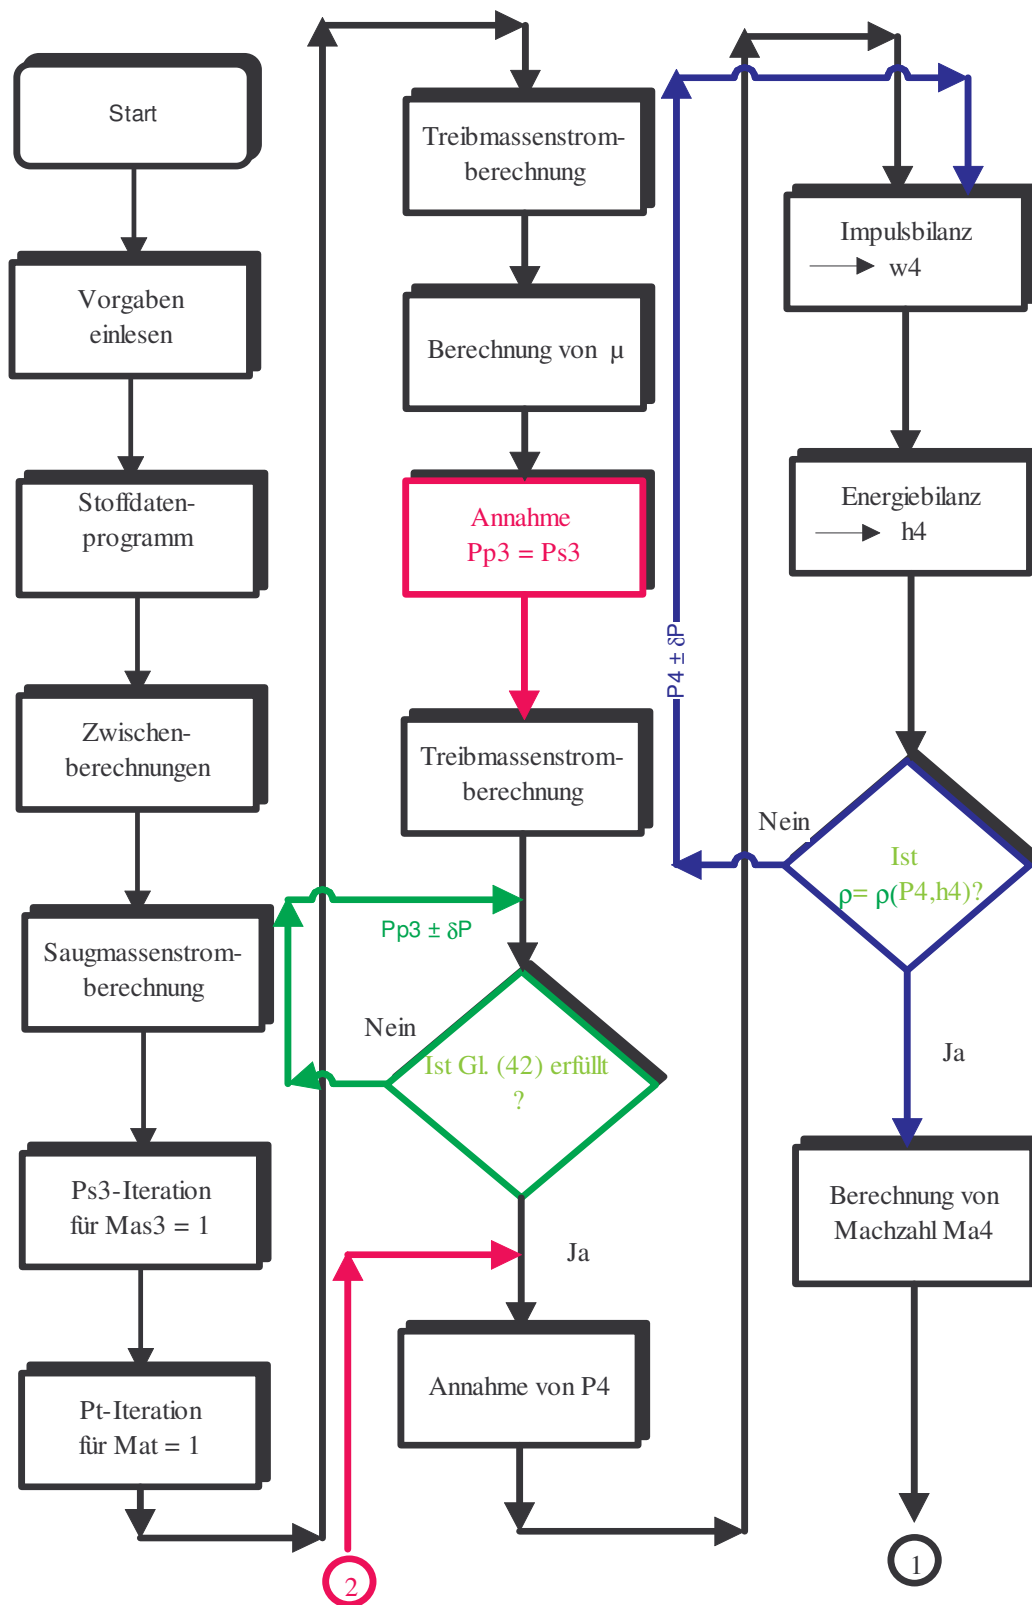 Start
Vorgaben
einlesen
Stoffdaten-
programm
Zwischen-
berechnungen
Saugmassenstrom-
berechnung
Ps3-Iteration
für Mas3 = 1
Pt-Iteration
für Mat = 1
Treibmassenstrom-
berechnung
Berechnung von µ
Annahme
Pp3 = Ps3
Treibmassenstrom-
berechnung
Pp3 ± δP
Nein
Ist Gl. (42) erfüllt
?
Ja
Annahme von P4
2
P4 ± δP
Impulsbilanz
w4
Energiebilanz
h4
Nein
Ist
ρ= ρ(P4,h4)?
Ja
Berechnung von
Machzahl Ma4
1